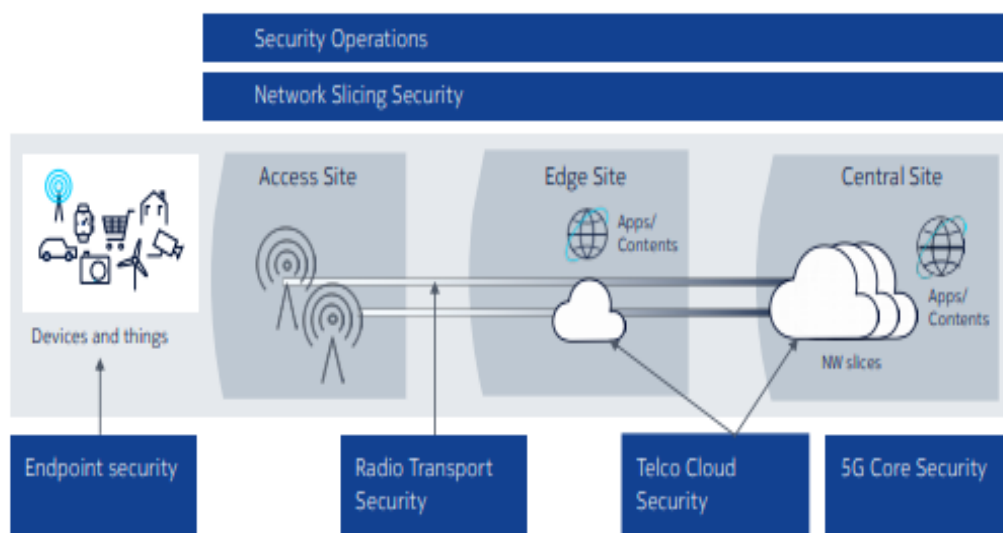 Security Operations
Network Slicing Security
Access Site
Edge Site
Central Site
Apps/
Contents
Apps/
Contents
Devices and things
NW slices
Endpoint security
Radio Transport
Security
Telco Cloud
Security
5G Core Security